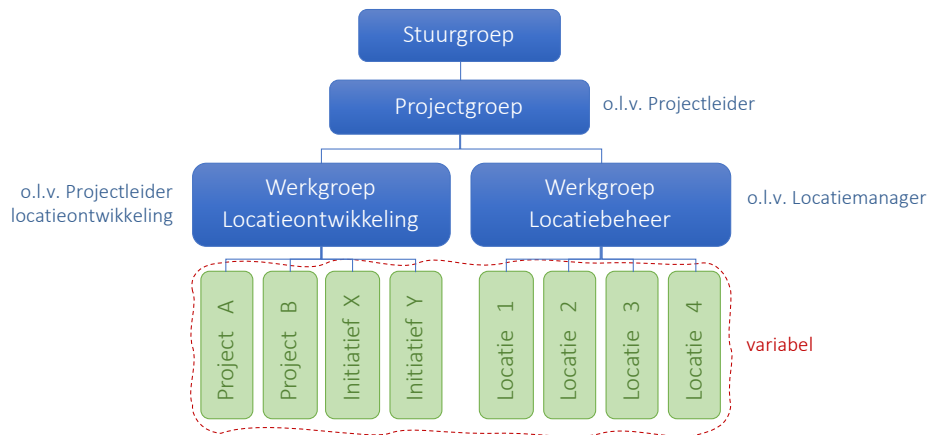 Stuurgroep
Projectgroep
o.l.v. Projectleider
o.l.v. Projectleider
locatieontwikkeling
Werkgroep
Locatieontwikkeling
Werkgroep
Locatiebeheer
o.l.v. Locatiemanager
Project A
Project B
Initiatief X
Initiatief Y
Locatie 1
Locatie 2
Locatie 3
Locatie 4
variabel